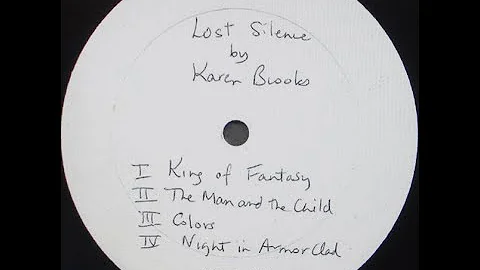 Lost Silence
by
Karen Brooks
I King of Fantasy
II The Man and the Child
III Colors
IV Night in Armor Clad